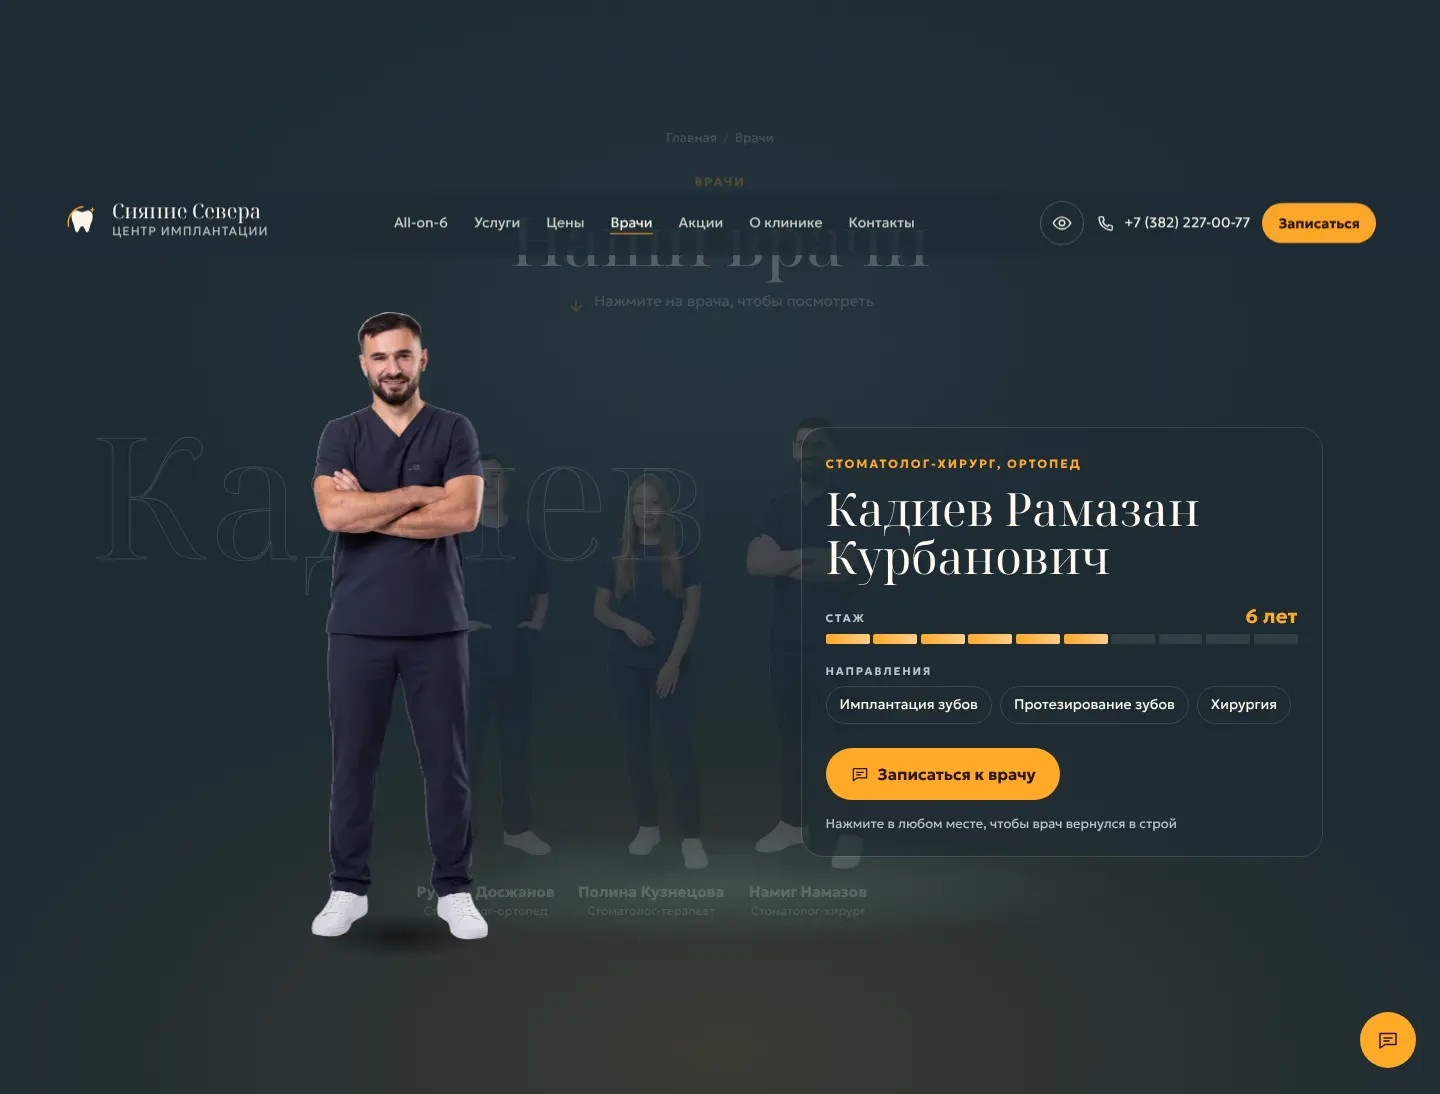 Главная / Врачи
ВРАЧИ
Сияние Севера
ЦЕНТР ИМПЛАНТАЦИИ
All-on-6 Услуги Цены Врачи Акции О клинике Контакты
+7 (382) 227-00-77
Записаться
Наши врачи
Нажмите на врача, чтобы посмотреть
Кадиев
СТОМАТОЛОГ-ХИРУРГ, ОРТОПЕД
Кадиев Рамазан
Курбанович
СТАЖ 6 лет
НАПРАВЛЕНИЯ
Имплантация зубов Протезирование зубов Хирургия
Записаться к врачу
Нажмите в любом месте, чтобы врач вернулся в строй
Досжанов Полина Кузнецова Намиг Намазов
Стоматолог-терапевт Стоматолог-хирург